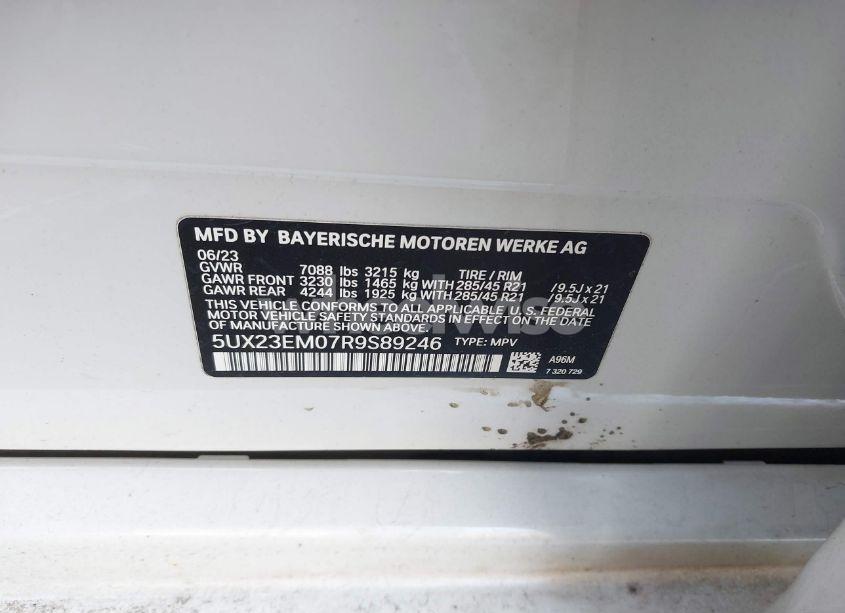 MFD BY BAYERISCHE MOTOREN WERKE AG
06/23
GVWR 7088 lbs 3215 kg TIRE / RIM
GAWR FRONT 3230 lbs 1465 kg WITH 285/45 R21 /9.5J x 21
GAWR REAR 4244 lbs 1925 kg WITH 285/45 R21 /9.5J x 21
THIS VEHICLE CONFORMS TO ALL APPLICABLE U.S. FEDERAL
MOTOR VEHICLE SAFETY STANDARDS IN EFFECT ON THE DATE OF
MANUFACTURE SHOWN ABOVE.
5UX23EM07R9S89246 TYPE: MPV
A96M
7 320 729